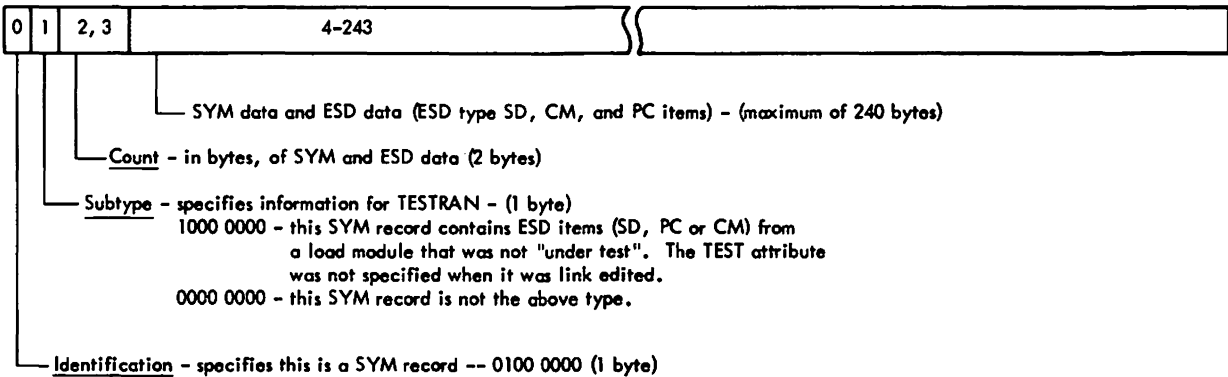 0 1 2, 3 4-243
SYM data and ESD data (ESD type SD, CM, and PC items) - (maximum of 240 bytes)
Count - in bytes, of SYM and ESD data (2 bytes)
Subtype - specifies information for TESTRAN - (1 byte)
1000 0000 - this SYM record contains ESD items (SD, PC or CM) from
a load module that was not "under test". The TEST attribute
was not specified when it was link edited.
0000 0000 - this SYM record is not the above type.
Identification - specifies this is a SYM record -- 0100 0000 (1 byte)